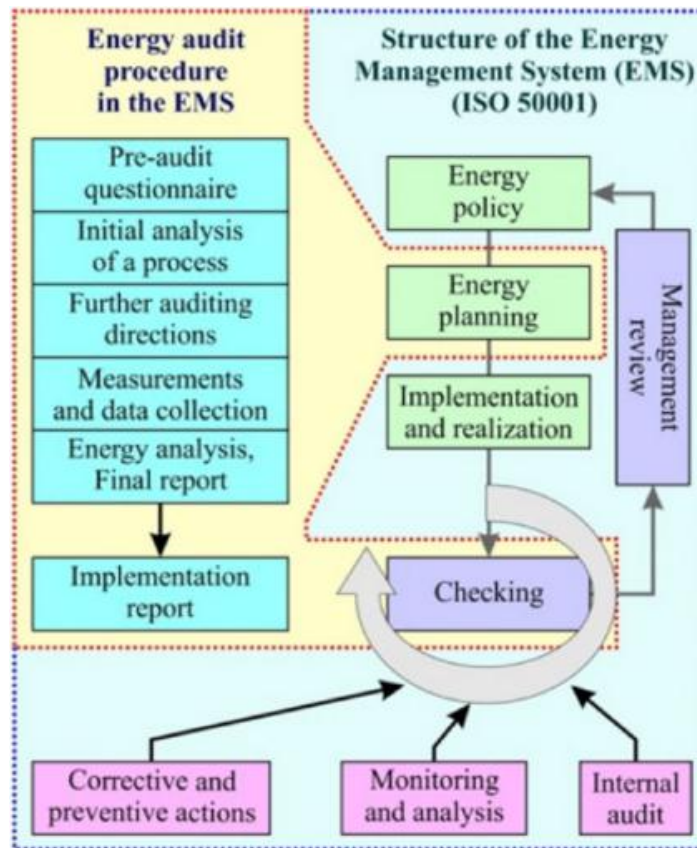 Energy audit
procedure
in the EMS
Structure of the Energy
Management System (EMS)
(ISO 50001)
Pre-audit
questionnaire
Initial analysis
of a process
Further auditing
directions
Measurements
and data collection
Energy analysis,
Final report
Implementation
report
Energy
policy
Energy
planning
Implementation
and realization
Checking
Management
review
Corrective and
preventive actions
Monitoring
and analysis
Internal
audit